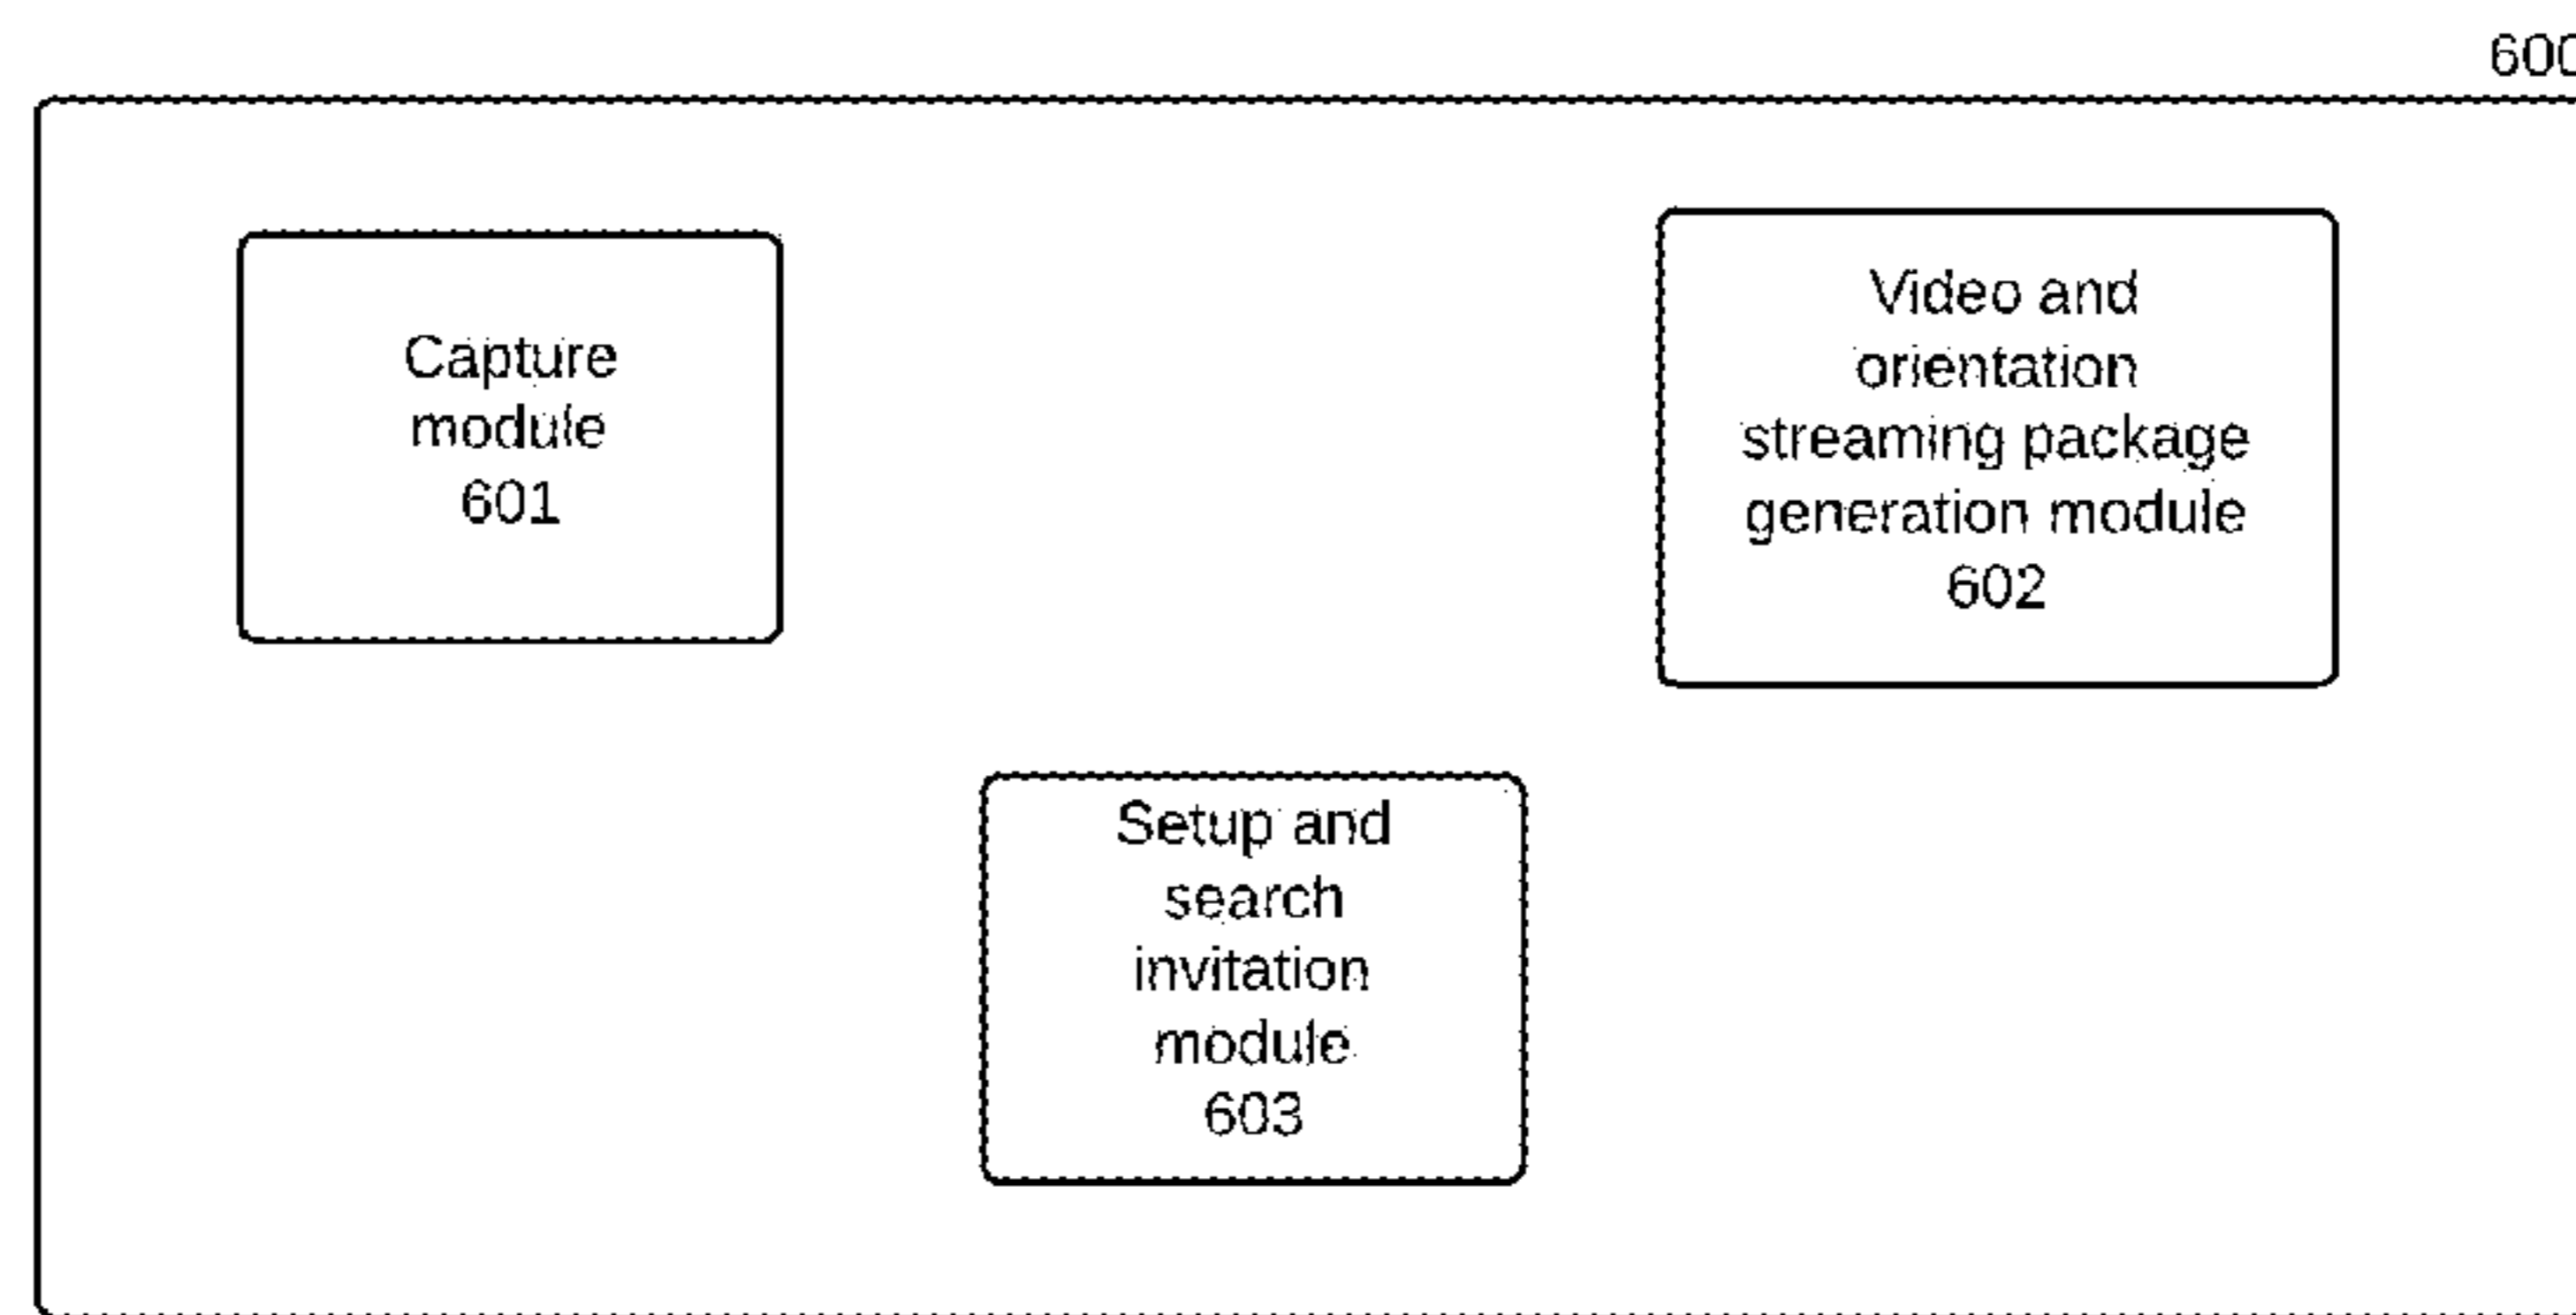 600
Capture
module
601
Video and
orientation
streaming package
generation module
602
Setup and
search
invitation
module
603